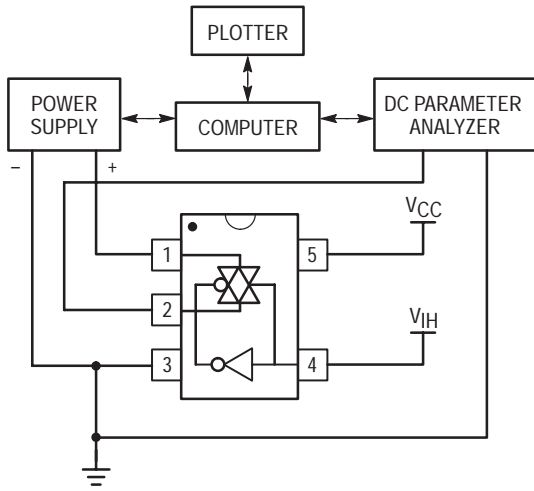 PLOTTER
POWER
SUPPLY
COMPUTER
DC PARAMETER
ANALYZER
–
+
VCC
1
5
2
VIH
3
4